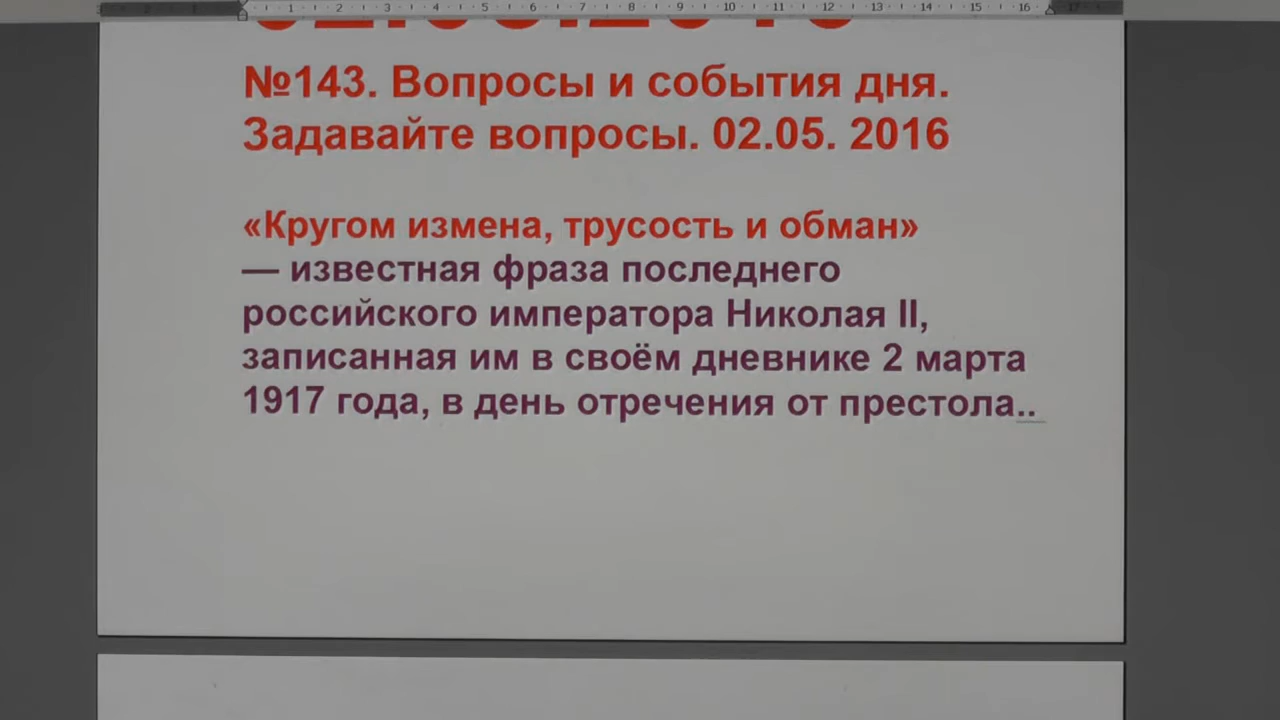 №143. Вопросы и события дня.
Задавайте вопросы. 02.05. 2016
«Кругом измена, трусость и обман»
— известная фраза последнего
российского императора Николая II,
записанная им в своём дневнике 2 марта
1917 года, в день отречения от престола..